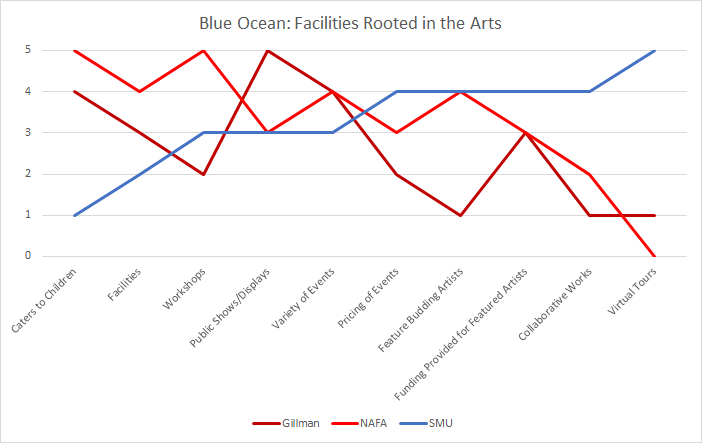 Blue Ocean: Facilities Rooted in the Arts
5
4
3
2
1
0
Caters to Children
Facilities
Workshops
Public Shows/Displays
Variety of Events
Pricing of Events
Feature Budding Artists
Funding Provided for Featured Artists
Collaborative Works
Virtual Tours
Gillman
NAFA
SMU